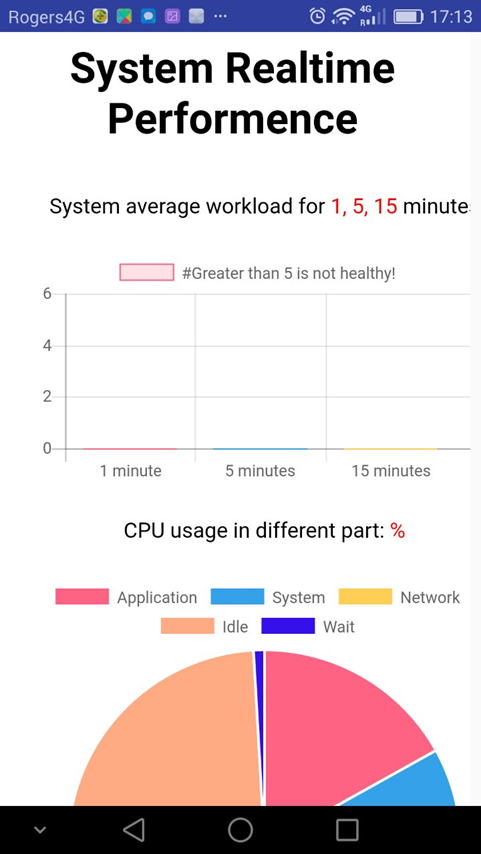 Rogers4G ··· 4G R 17:13
System Realtime
Performence
System average workload for 1, 5, 15 minute
#Greater than 5 is not healthy!
6
4
2
0
1 minute 5 minutes 15 minutes
CPU usage in different part: %
Application System Network
Idle Wait